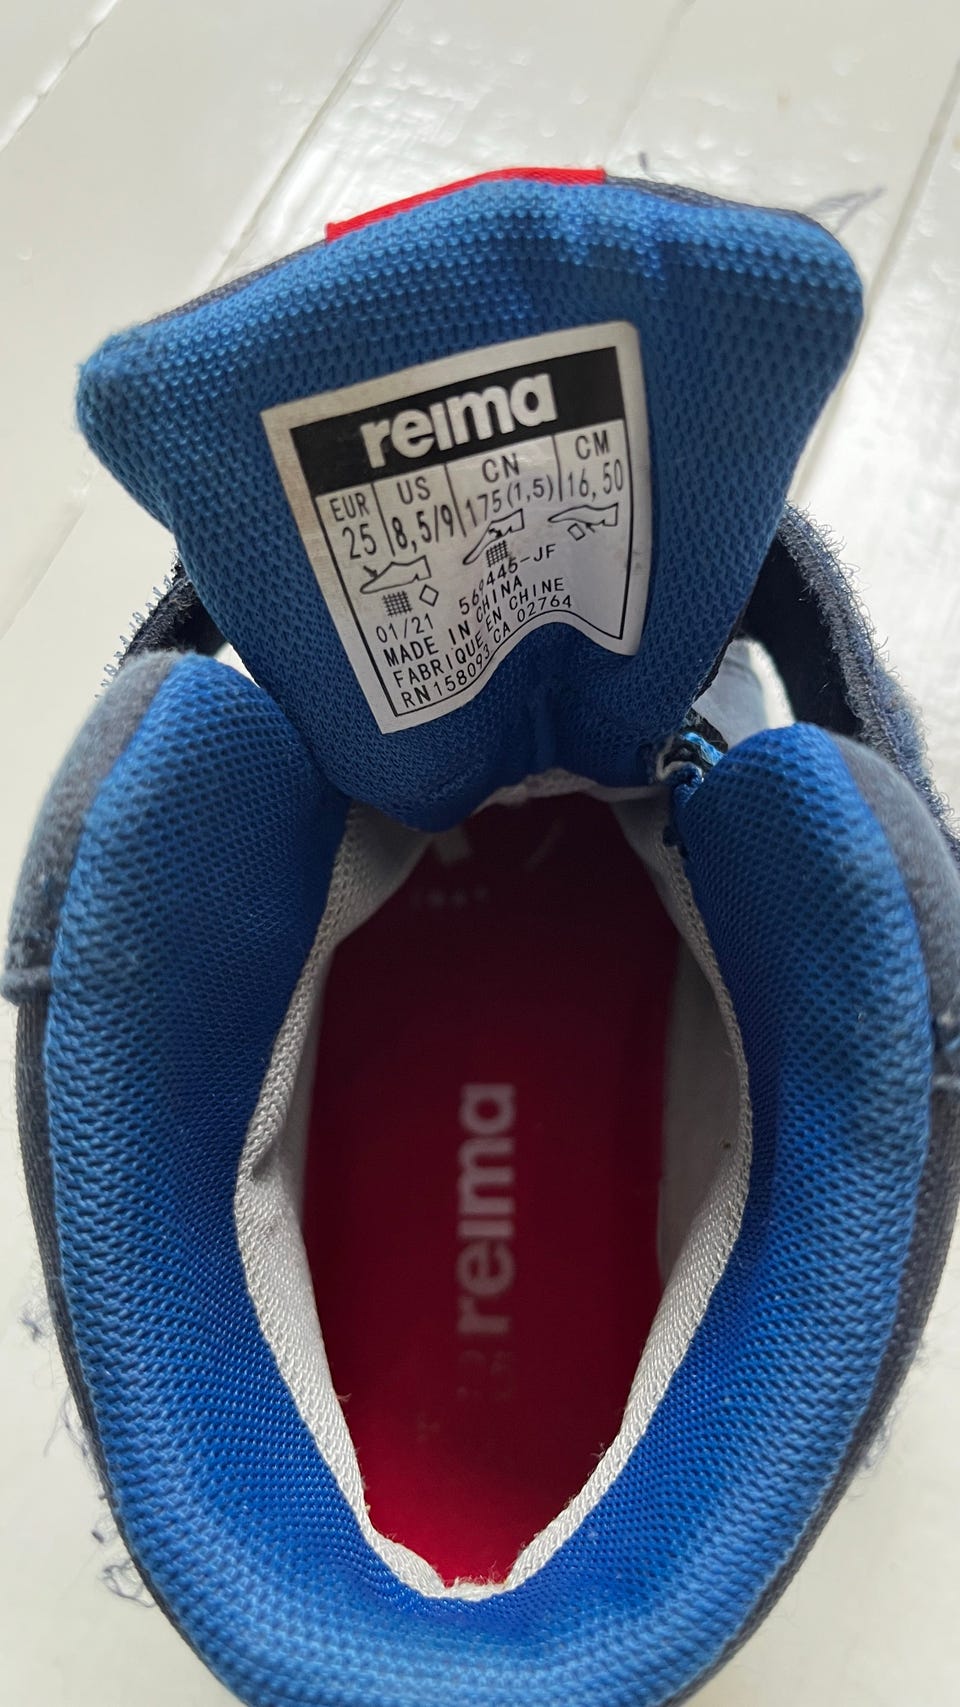 reima
EUR US CN CM
25 8,5/9 175(1,5) 16,50
569445-JF
01/21
MADE IN CHINA
FABRIQUE EN CHINE
RN158093 CA 02764
reima